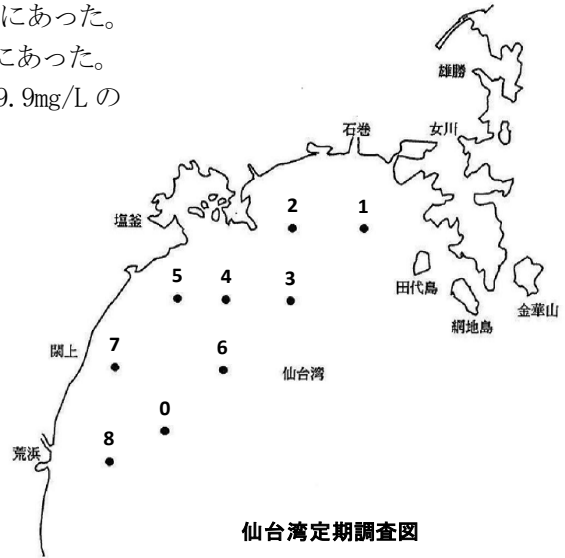 にあった。
にあった。
9.9mg/L の
雄勝
石巻
女川
塩釜
2
1
5
4
3
田代島
網地島
金華山
閖上
7
6
仙台湾
0
荒浜
8
仙台湾定期調査図